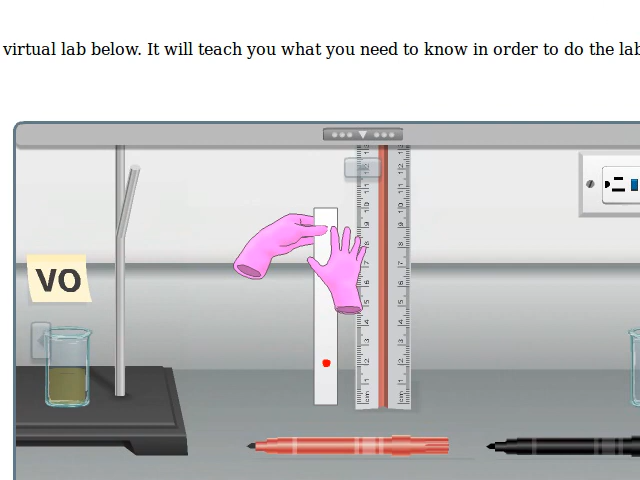 virtual lab below. It will teach you what you need to know in order to do the lab
VO